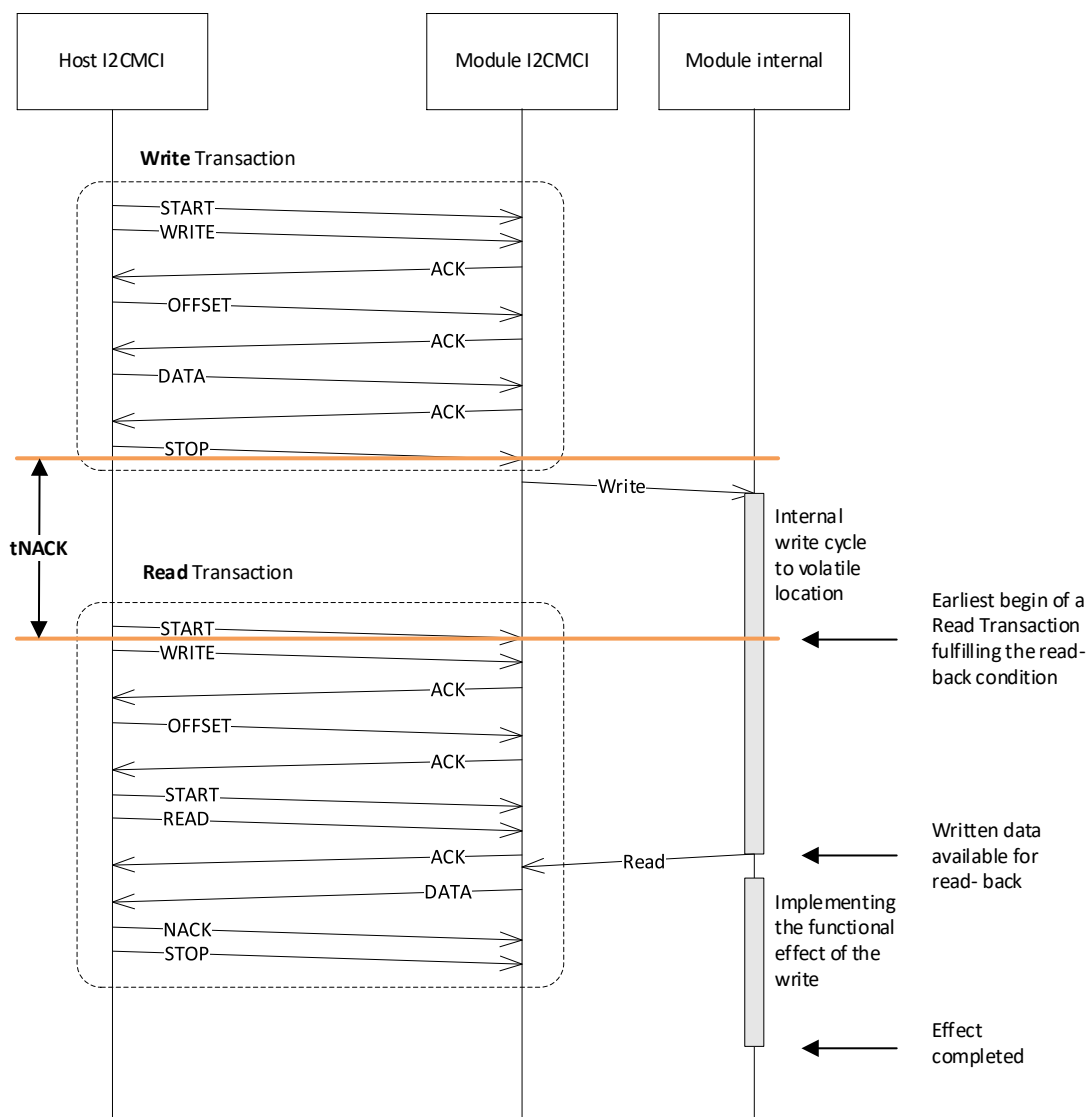 Host I2CMCI
Module I2CMCI
Module internal
Write Transaction
START
WRITE
ACK
OFFSET
ACK
DATA
ACK
STOP
Write
tNACK
Internal
write cycle
to volatile
location
Read Transaction
Earliest begin of a
Read Transaction
fulfilling the read-
back condition
START
WRITE
ACK
OFFSET
ACK
START
READ
ACK
Read
Written data
available for
read- back
DATA
NACK
STOP
Implementing
the functional
effect of the
write
Effect
completed